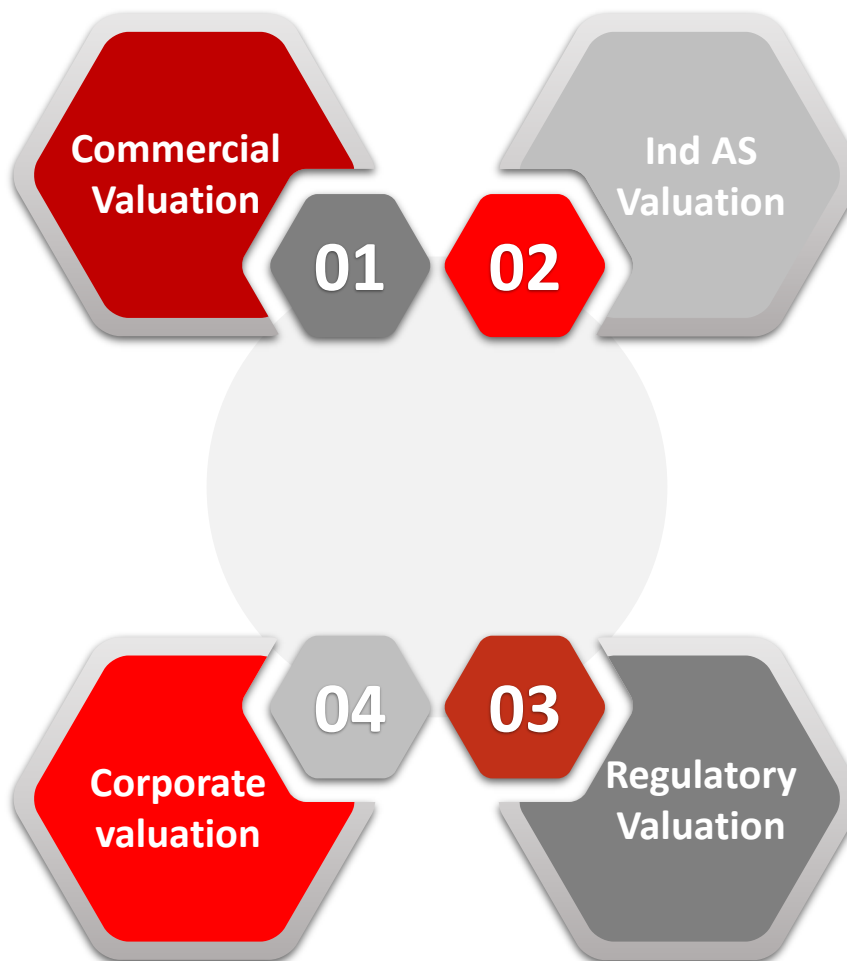 Commercial
Valuation
01
02
Ind AS
Valuation
04
03
Corporate
valuation
Regulatory
Valuation